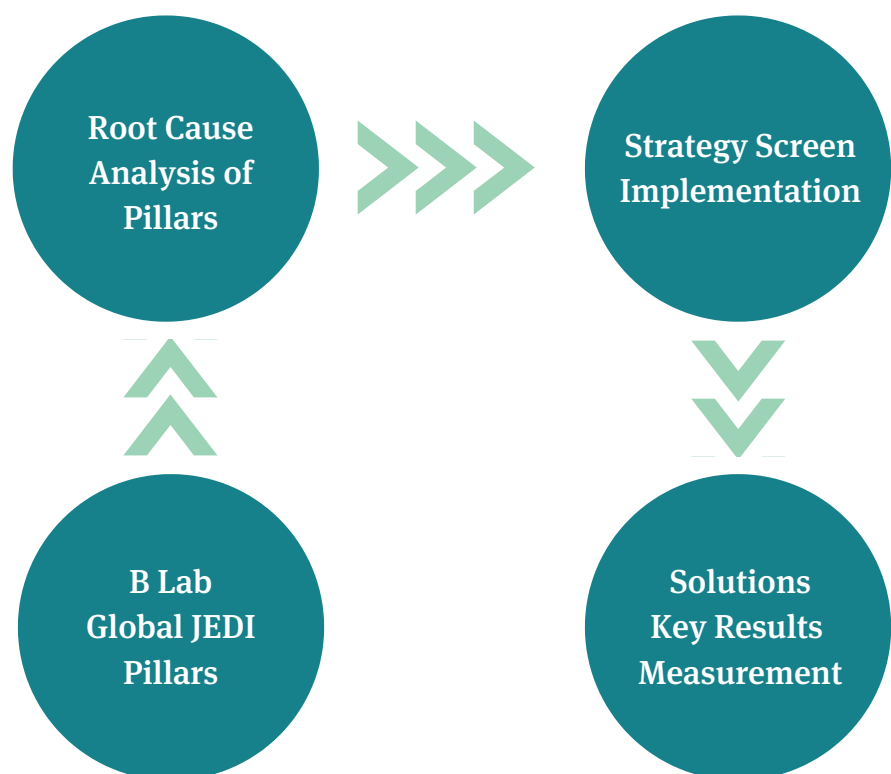 Root Cause
Analysis of
Pillars
Strategy Screen
Implementation
B Lab
Global JEDI
Pillars
Solutions
Key Results
Measurement